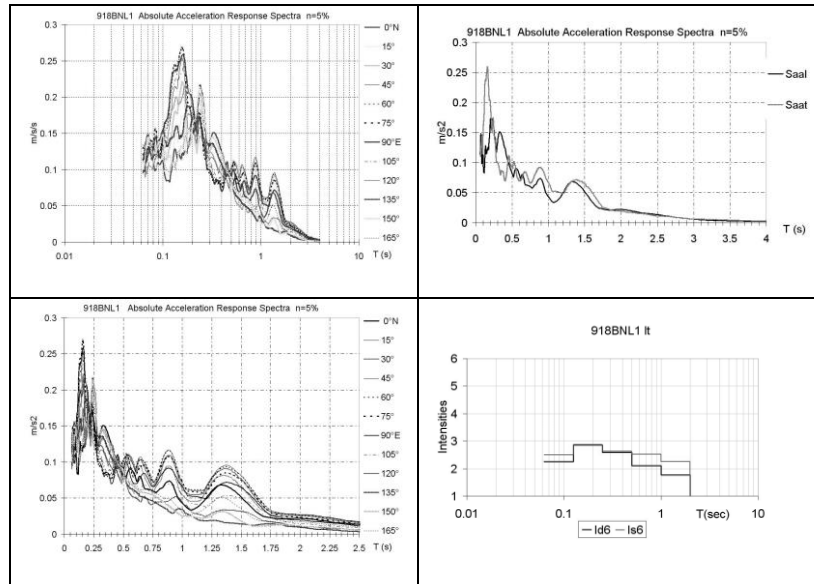 918BNL1 Absolute Acceleration Response Spectra n=5%
m/s/s
0.3
0.25
0.2
0.15
0.1
0.05
0
0.01
0.1
1
10
T (s)
0°N
15°
30°
45°
60°
75°
90°E
105°
120°
135°
150°
165°
918BNL1 Absolute Acceleration Response Spectra n=5%
m/s2
0.3
0.25
0.2
0.15
0.1
0.05
0
0 0.5 1 1.5 2 2.5 3 3.5 4
T (s)
Saal
Saat
918BNL1 Absolute Acceleration Response Spectra n=5%
m/s2
0.3
0.25
0.2
0.15
0.1
0.05
0
0 0.25 0.5 0.75 1 1.25 1.5 1.75 2 2.25 2.5
T (s)
0°N
15°
30°
45°
60°
75°
90°E
105°
120°
135°
150°
165°
918BNL1 It
Intensities
6
5
4
3
2
1
0.01 0.1 1 10
T(sec)
Id6 Is6